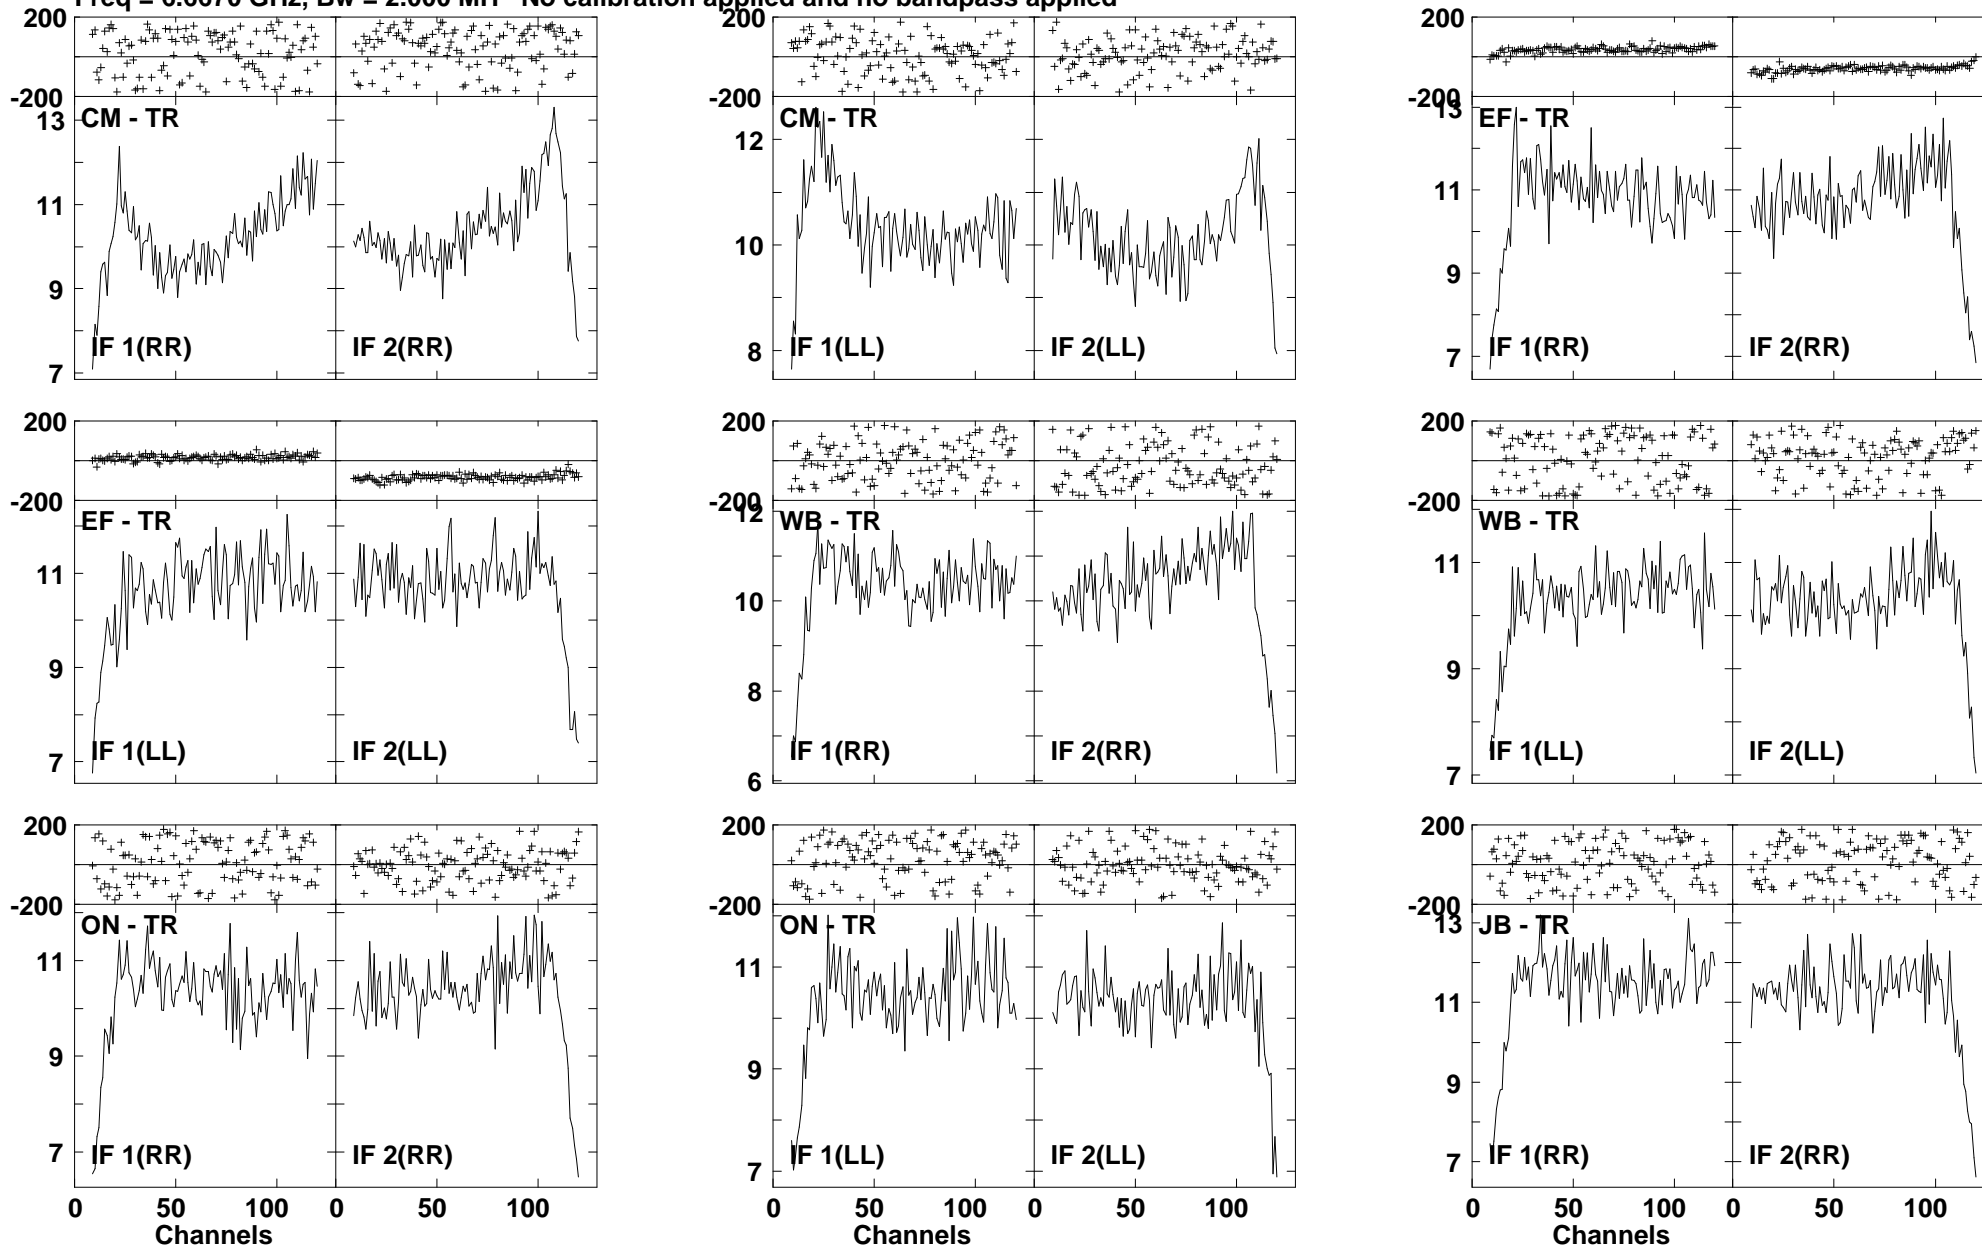 Freq = 6.6670 GHz, Bw = 2.000 MH No calibration applied and no bandpass applied
200
-200
CM - TR
13
11
9
7
IF 1(RR)
IF 2(RR)
CM - TR
12
10
8
IF 1(LL)
IF 2(LL)
200
-200
EF - TR
13
11
9
7
IF 1(RR)
IF 2(RR)
200
-200
EF - TR
11
9
7
IF 1(LL)
IF 2(LL)
200
-200
WB - TR
12
10
8
6
IF 1(RR)
IF 2(RR)
200
-200
WB - TR
11
9
7
IF 1(LL)
IF 2(LL)
200
-200
ON - TR
11
9
7
IF 1(RR)
IF 2(RR)
0 50 100 0 50 100
Channels
200
-200
ON - TR
11
9
7
IF 1(LL)
IF 2(LL)
0 50 100 0 50 100
Channels
200
-200
JB - TR
13
11
9
7
IF 1(RR)
IF 2(RR)
0 50 100 0 50 100
Channels